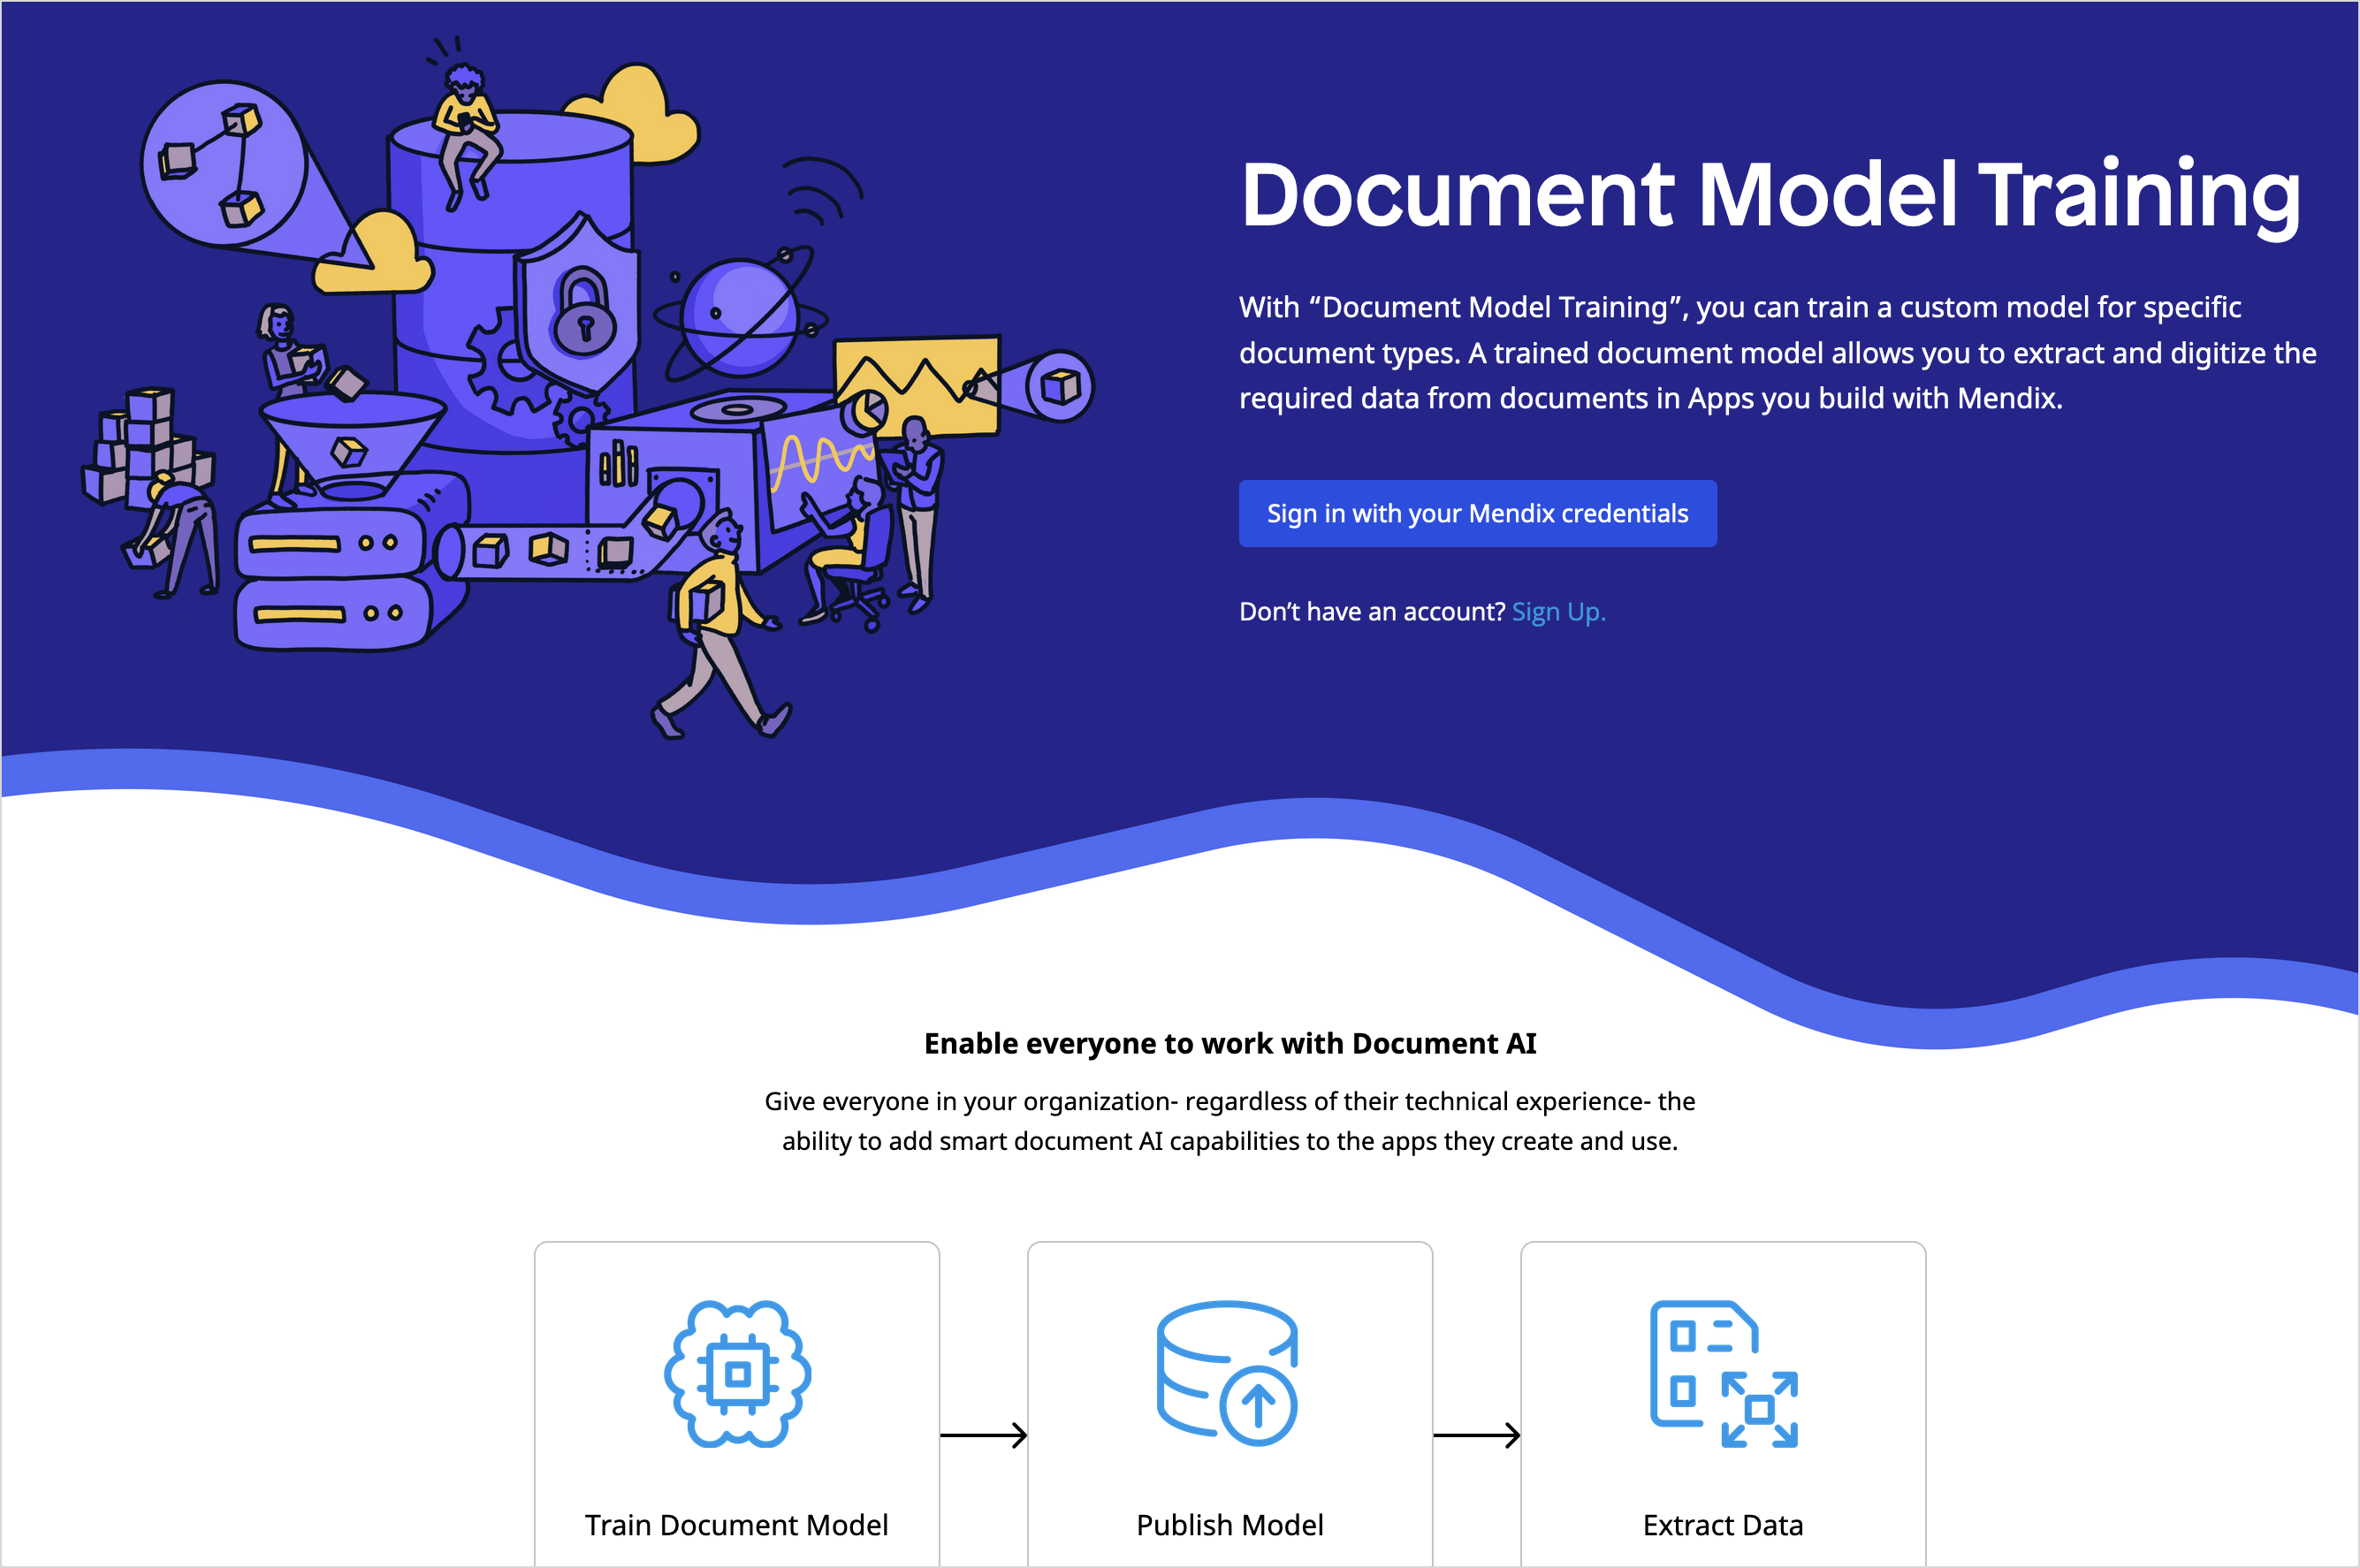 Document Model Training
With “Document Model Training”, you can train a custom model for specific
document types. A trained document model allows you to extract and digitize the
required data from documents in Apps you build with Mendix.
Sign in with your Mendix credentials
Don’t have an account? Sign Up.
Enable everyone to work with Document AI
Give everyone in your organization- regardless of their technical experience- the
ability to add smart document AI capabilities to the apps they create and use.
Train Document Model
Publish Model
Extract Data